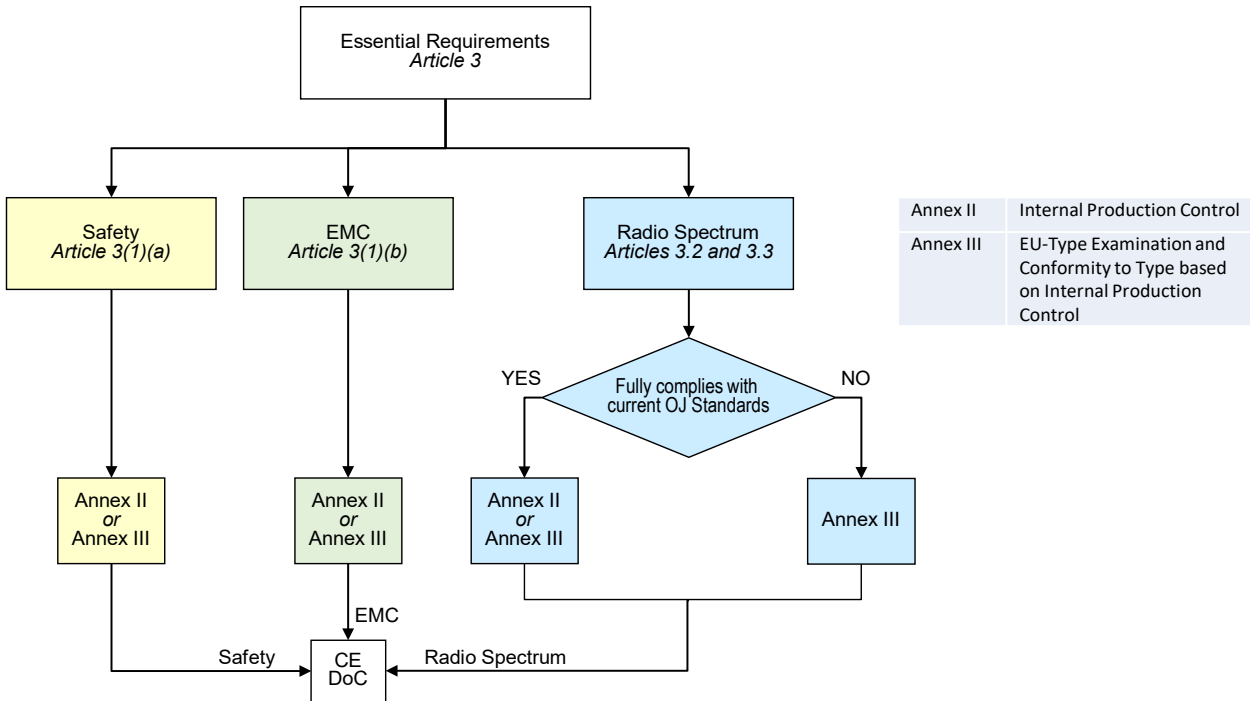 Essential Requirements
Article 3
Safety
Article 3(1)(a)
EMC
Article 3(1)(b)
Radio Spectrum
Articles 3.2 and 3.3
Annex II
Internal Production Control
Annex III
EU-Type Examination and
Conformity to Type based
on Internal Production
Control
YES
Fully complies with
current OJ Standards
NO
Annex II
or
Annex III
Annex II
or
Annex III
Annex II
or
Annex III
Annex III
EMC
Safety
CE
DoC
Radio Spectrum